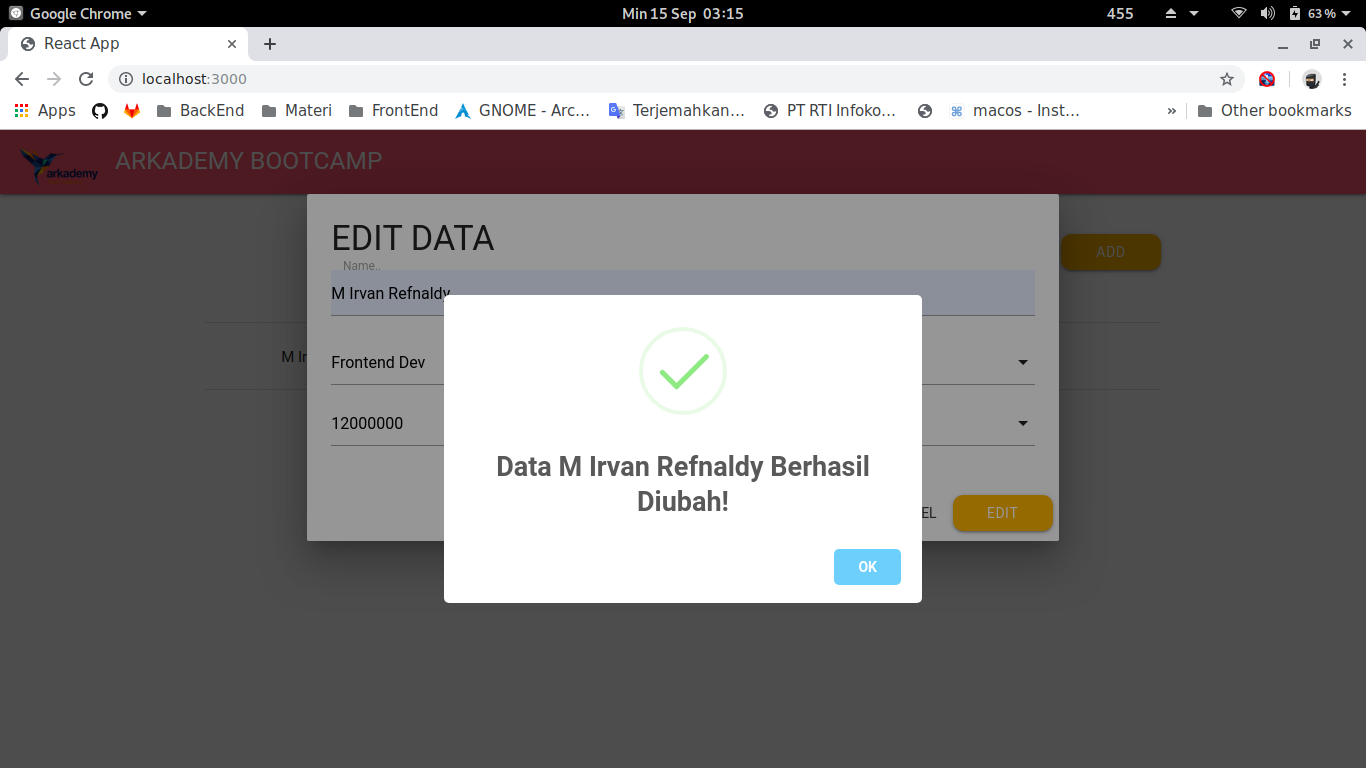 Google Chrome
Min 15 Sep 03:15
455
63 %
React App
localhost:3000
Apps
BackEnd
Materi
FrontEnd
GNOME - Arc...
Terjemahkan...
PT RTI Infoko...
macos - Inst...
»
Other bookmarks
arkademy
ARKADEMY BOOTCAMP
EDIT DATA
ADD
Name..
M Irvan Refnaldy
M Ir
Frontend Dev
12000000
Data M Irvan Refnaldy Berhasil
Diubah!
EL
EDIT
OK